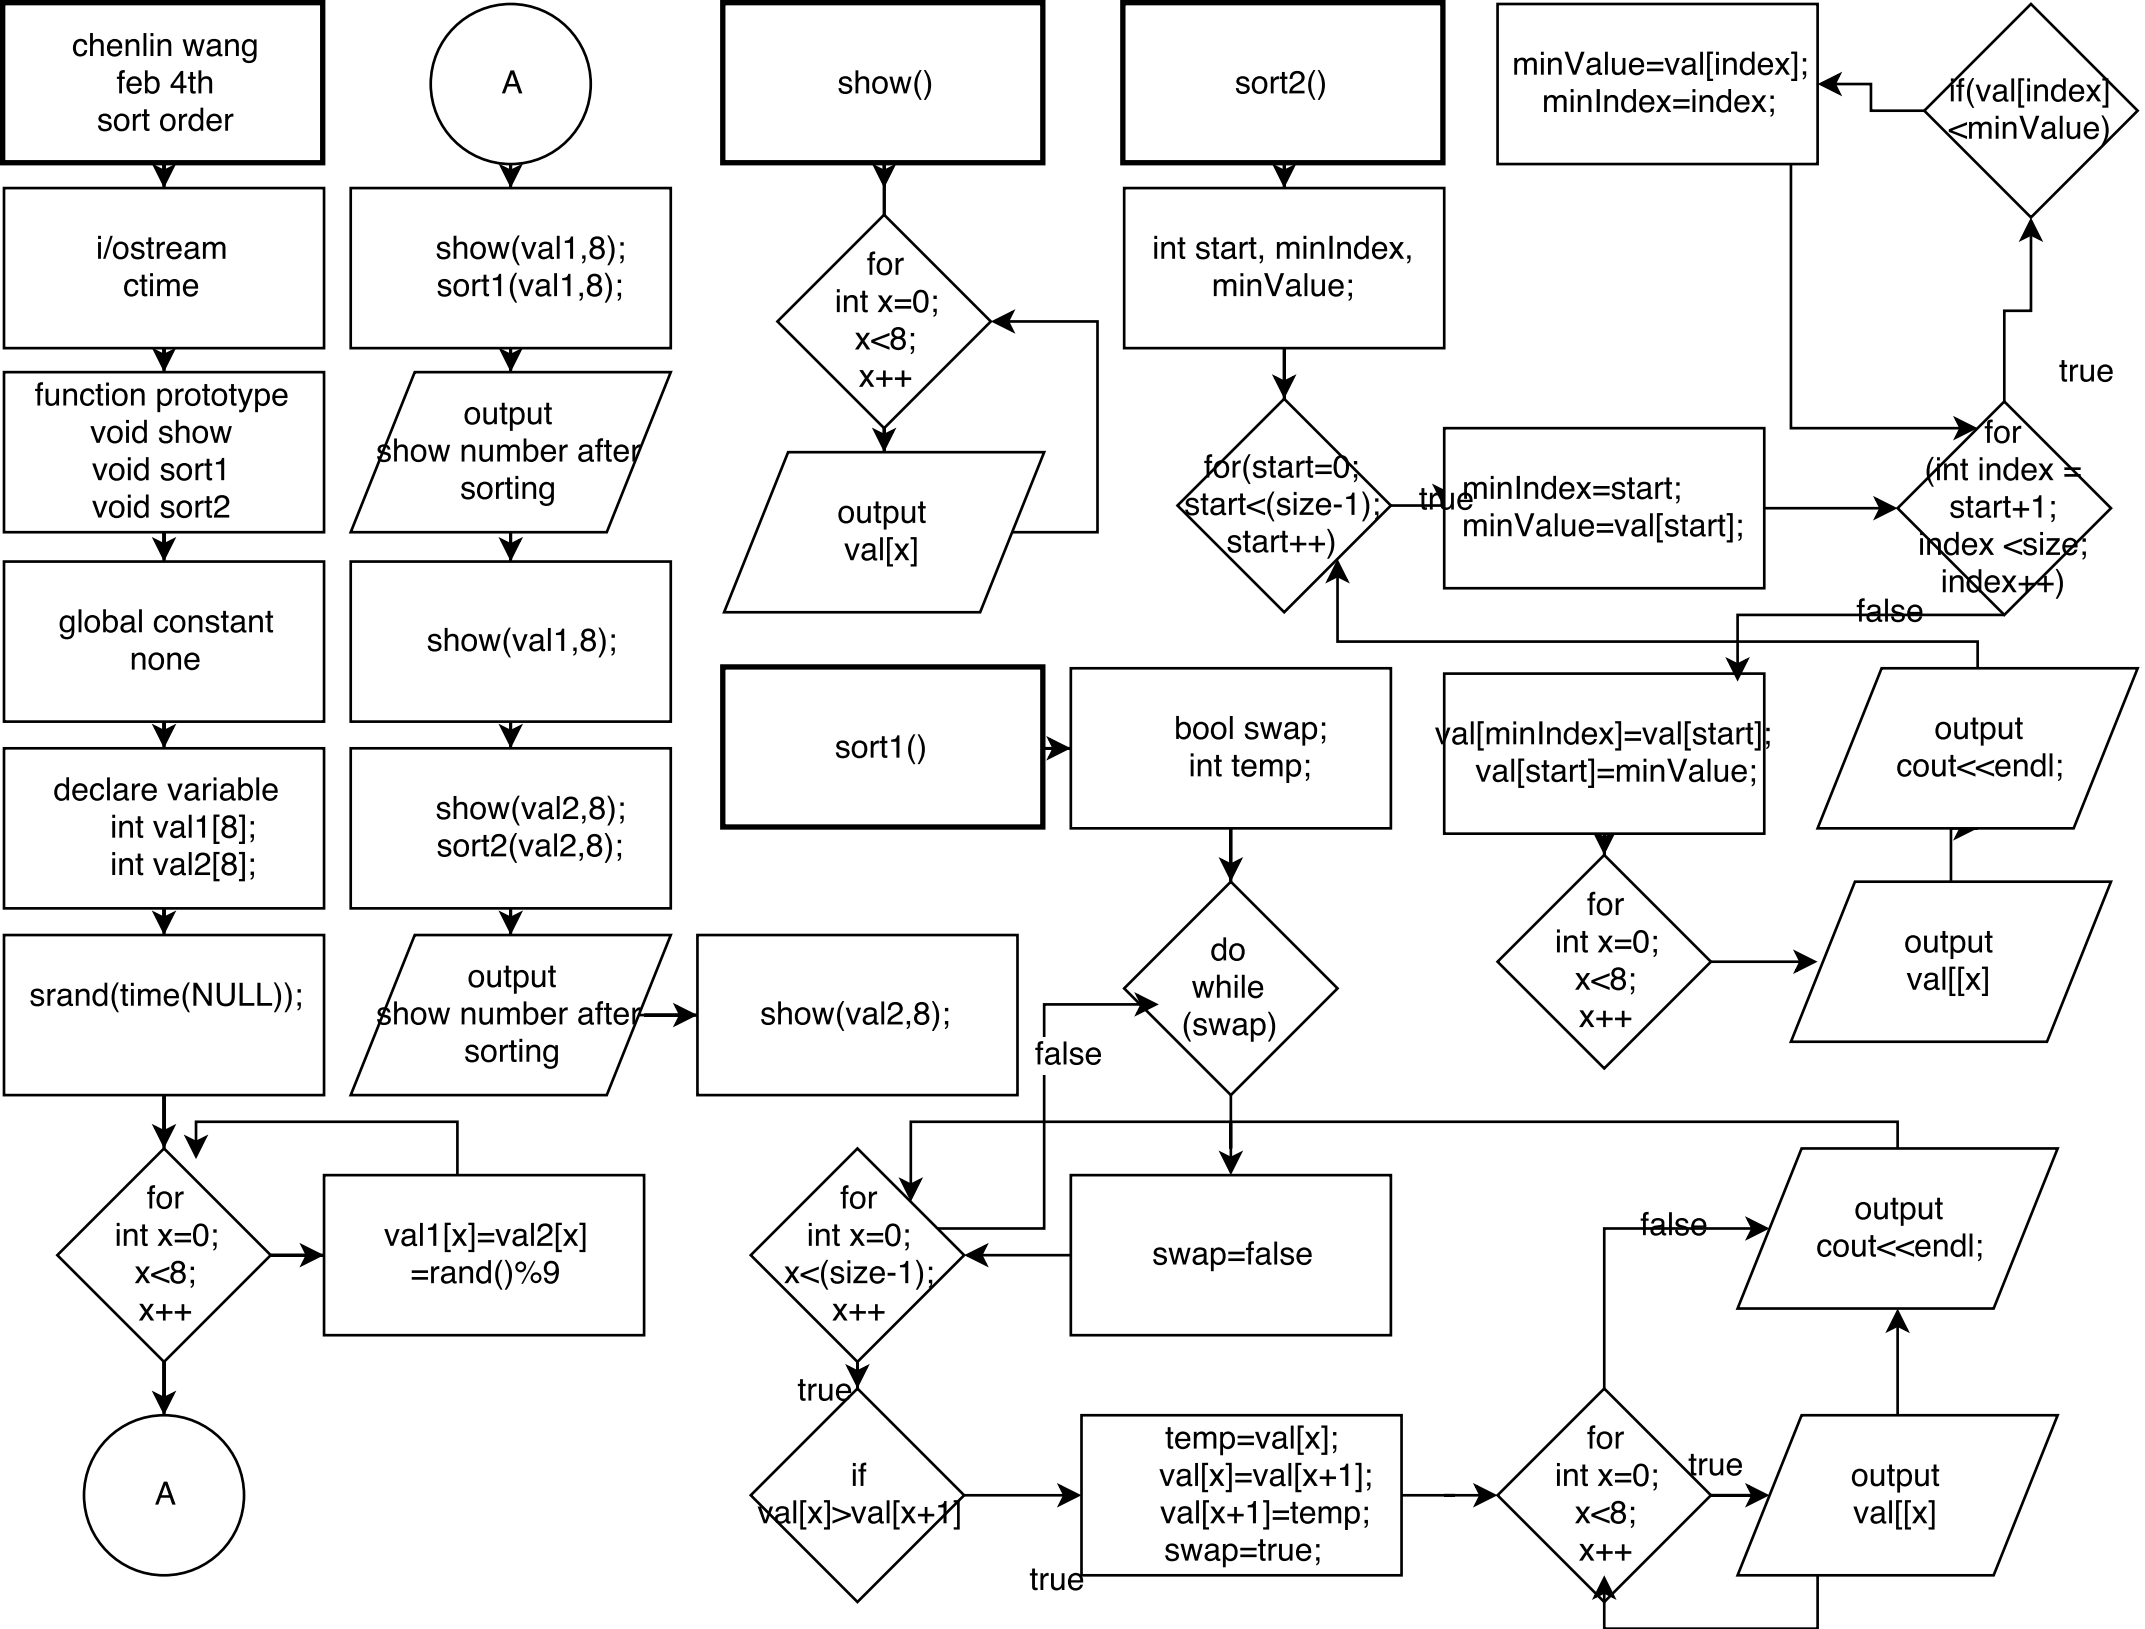 chenlin wang
feb 4th
sort order
i/ostream
ctime
function prototype
void show
void sort1
void sort2
global constant
none
declare variable
int val1[8];
int val2[8];
srand(time(NULL));
for
int x=0;
x<8;
x++
val1[x]=val2[x]
=rand()%9
A
A
show(val1,8);
sort1(val1,8);
output
show number after
sorting
show(val1,8);
show(val2,8);
sort2(val2,8);
output
show number after
sorting
show(val2,8);
show()
for
int x=0;
x<8;
x++
output
val[x]
sort1()
bool swap;
int temp;
do
while
(swap)
false
swap=false
for
int x=0;
x<(size-1);
x++
true
if
val[x]>val[x+1]
true
temp=val[x];
val[x]=val[x+1];
val[x+1]=temp;
swap=true;
for
int x=0;
x<8;
x++
true
output
val[[x]
false
output
cout<<endl;
sort2()
int start, minIndex,
minValue;
for(start=0;
start<(size-1);
start++)
true
minIndex=start;
minValue=val[start];
for
(int index =
start+1;
index <size;
index++)
true
if(val[index]
<minValue)
minValue=val[index];
minIndex=index;
false
val[minIndex]=val[start];
val[start]=minValue;
for
int x=0;
x<8;
x++
output
val[[x]
output
cout<<endl;